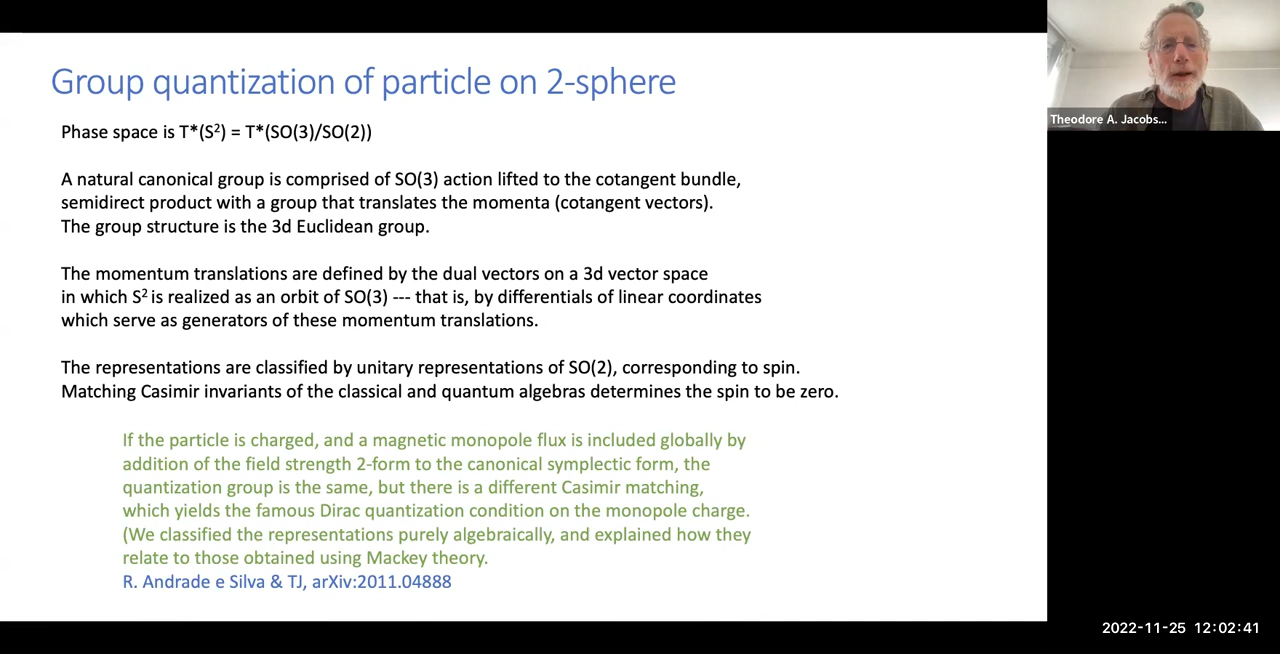 Group quantization of particle on 2-sphere
Phase space is T*(S²) = T*(SO(3)/SO(2))
A natural canonical group is comprised of SO(3) action lifted to the cotangent bundle,
semidirect product with a group that translates the momenta (cotangent vectors).
The group structure is the 3d Euclidean group.
The momentum translations are defined by the dual vectors on a 3d vector space
in which S² is realized as an orbit of SO(3) --- that is, by differentials of linear coordinates
which serve as generators of these momentum translations.
The representations are classified by unitary representations of SO(2), corresponding to spin.
Matching Casimir invariants of the classical and quantum algebras determines the spin to be zero.
If the particle is charged, and a magnetic monopole flux is included globally by
addition of the field strength 2-form to the canonical symplectic form, the
quantization group is the same, but there is a different Casimir matching,
which yields the famous Dirac quantization condition on the monopole charge.
(We classified the representations purely algebraically, and explained how they
relate to those obtained using Mackey theory.
R. Andrade e Silva & TJ, arXiv:2011.04888
Theodore A. Jacobs...
2022-11-25 12:02:41